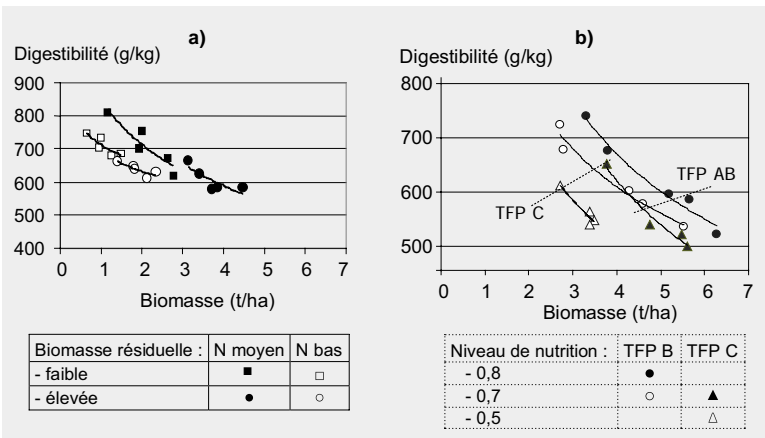 a)
Digestibilité (g/kg)
900
800
700
600
500
400
0 1 2 3 4 5 6 7
Biomasse (t/ha)
Biomasse résiduelle : N moyen N bas
- faible
- élevée
b)
Digestibilité (g/kg)
800
700
600
500
TFP AB
TFP C
0 1 2 3 4 5 6 7
Biomasse (t/ha)
Niveau de nutrition : TFP B TFP C
- 0,8
- 0,7
- 0,5